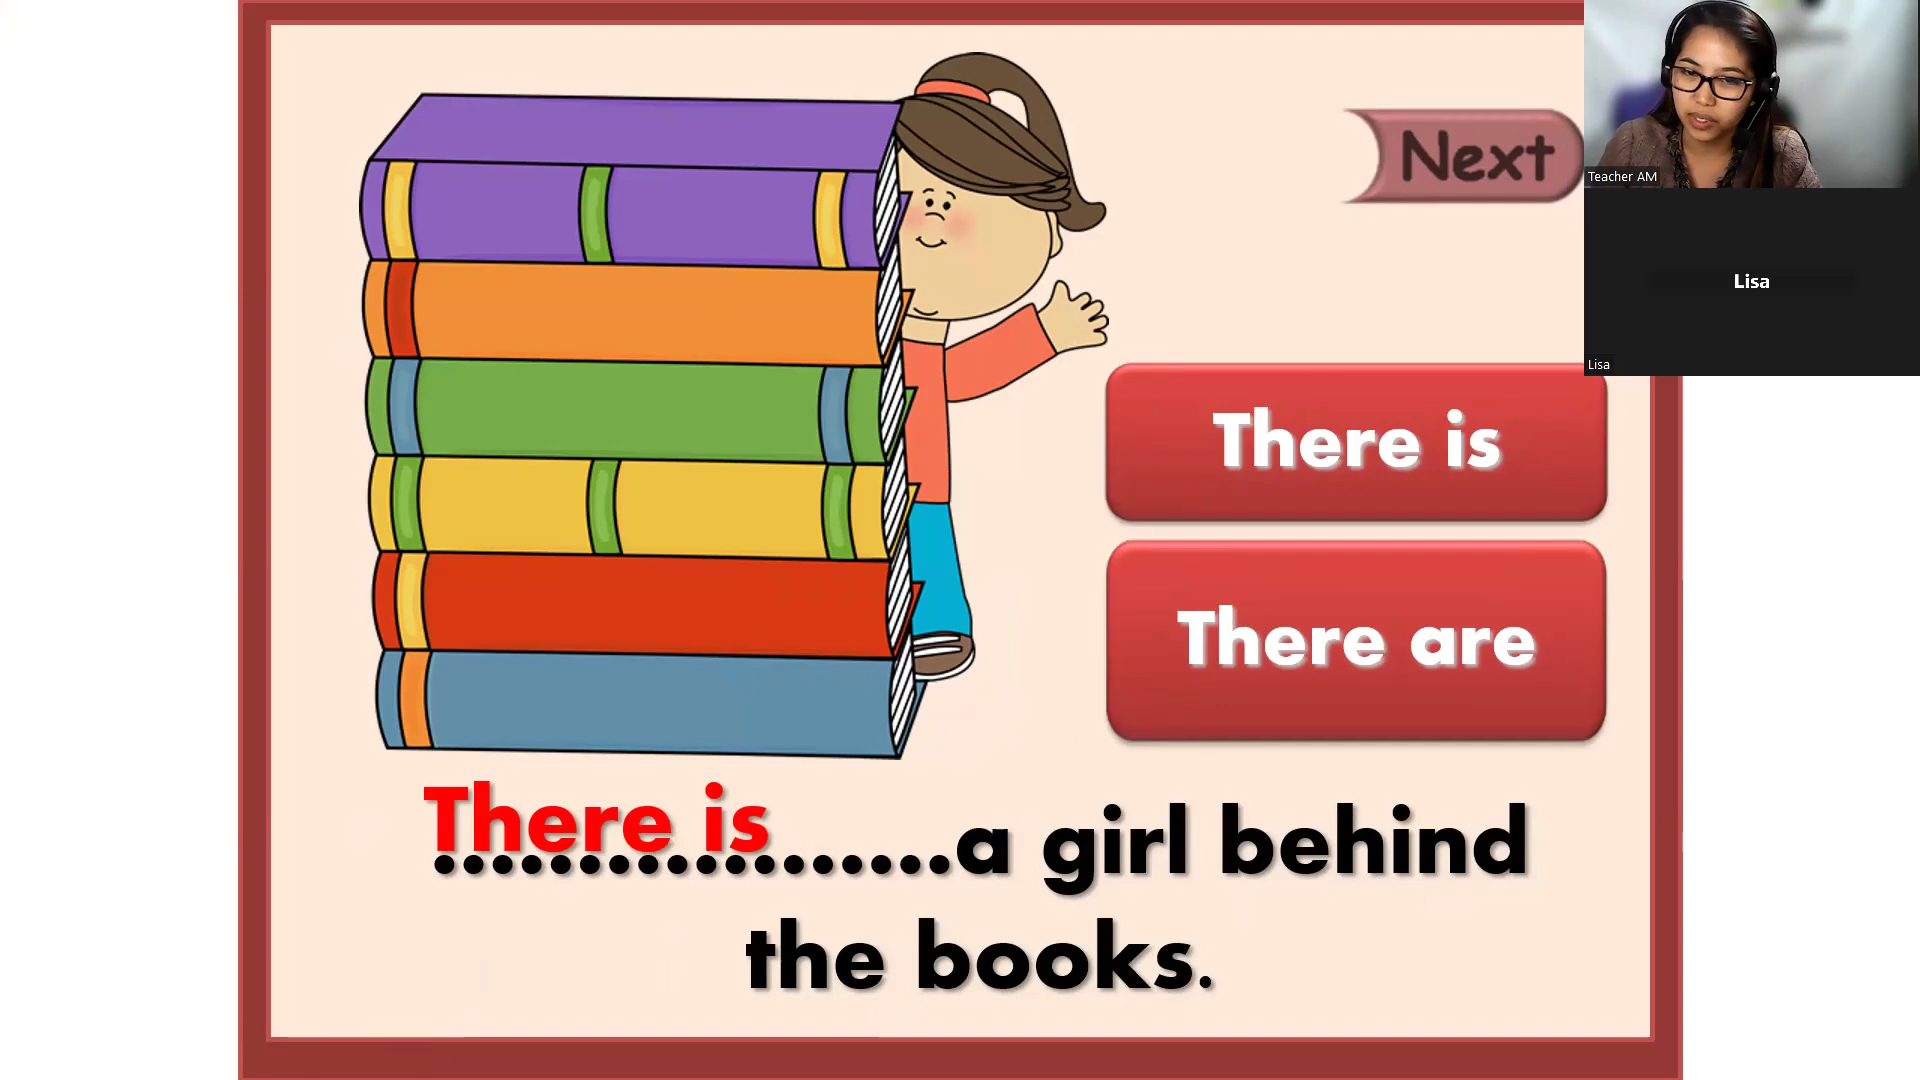 Next
Teacher AM
Lisa
Lisa
There is
There are
There is..................a girl behind
the books.